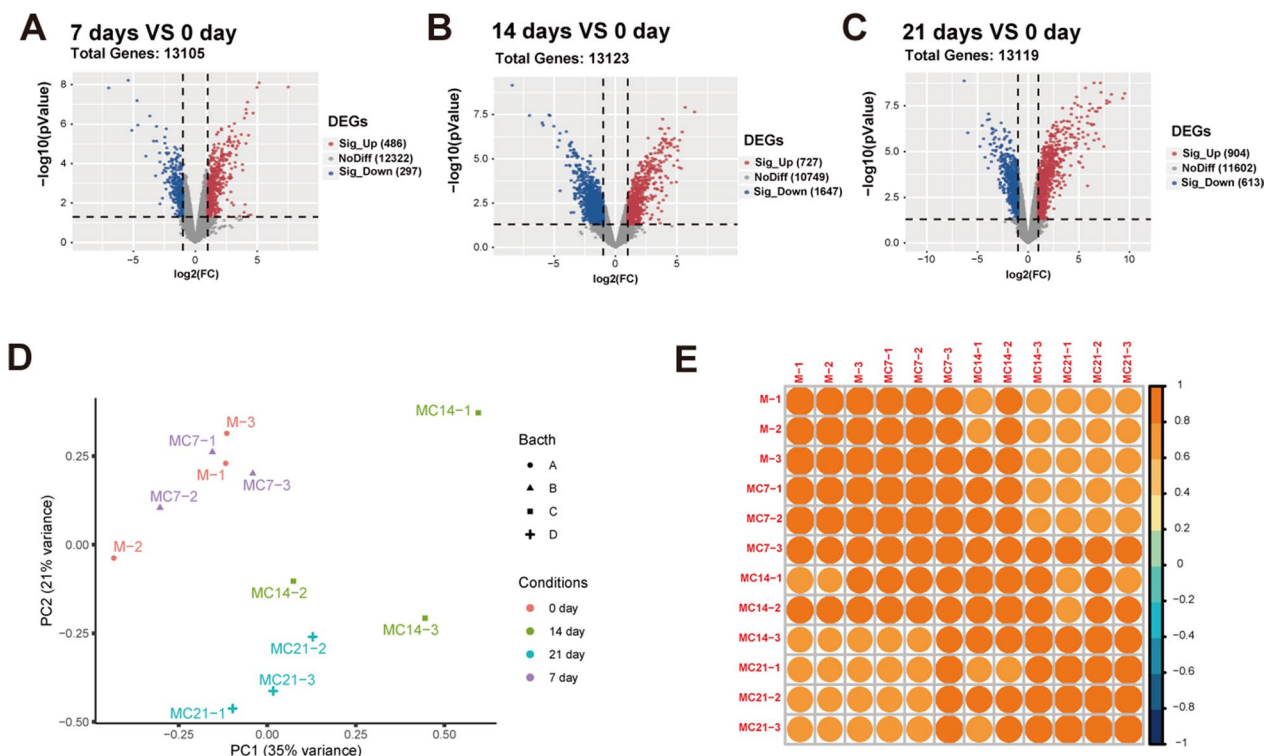 A
7 days VS 0 day
Total Genes: 13105
8
6
4
2
0
−5
0
5
−log10(pValue)
log2(FC)
DEGs
Sig_Up (486)
NoDiff (12322)
Sig_Down (297)
B
14 days VS 0 day
Total Genes: 13123
7.5
5.0
2.5
0.0
−5
0
5
−log10(pValue)
log2(FC)
DEGs
Sig_Up (727)
NoDiff (10749)
Sig_Down (1647)
C
21 days VS 0 day
Total Genes: 13119
7.5
5.0
2.5
0.0
−10
−5
0
5
10
−log10(pValue)
log2(FC)
DEGs
Sig_Up (904)
NoDiff (11602)
Sig_Down (613)
D
0.25
0.00
−0.25
−0.50
−0.25
0.00
0.25
0.50
PC2 (21% variance)
PC1 (35% variance)
MC14−1
M−3
MC7−1
M−1
MC7−3
MC7−2
M−2
MC14−2
MC14−3
MC21−2
MC21−3
MC21−1
Bacth
A
B
C
D
Conditions
0 day
14 day
21 day
7 day
E
M−1
M−2
M−3
MC7−1
MC7−2
MC7−3
MC14−1
MC14−2
MC14−3
MC21−1
MC21−2
MC21−3
M−1
M−2
M−3
MC7−1
MC7−2
MC7−3
MC14−1
MC14−2
MC14−3
MC21−1
MC21−2
MC21−3
1
0.8
0.6
0.4
0.2
0
−0.2
−0.4
−0.6
−0.8
−1